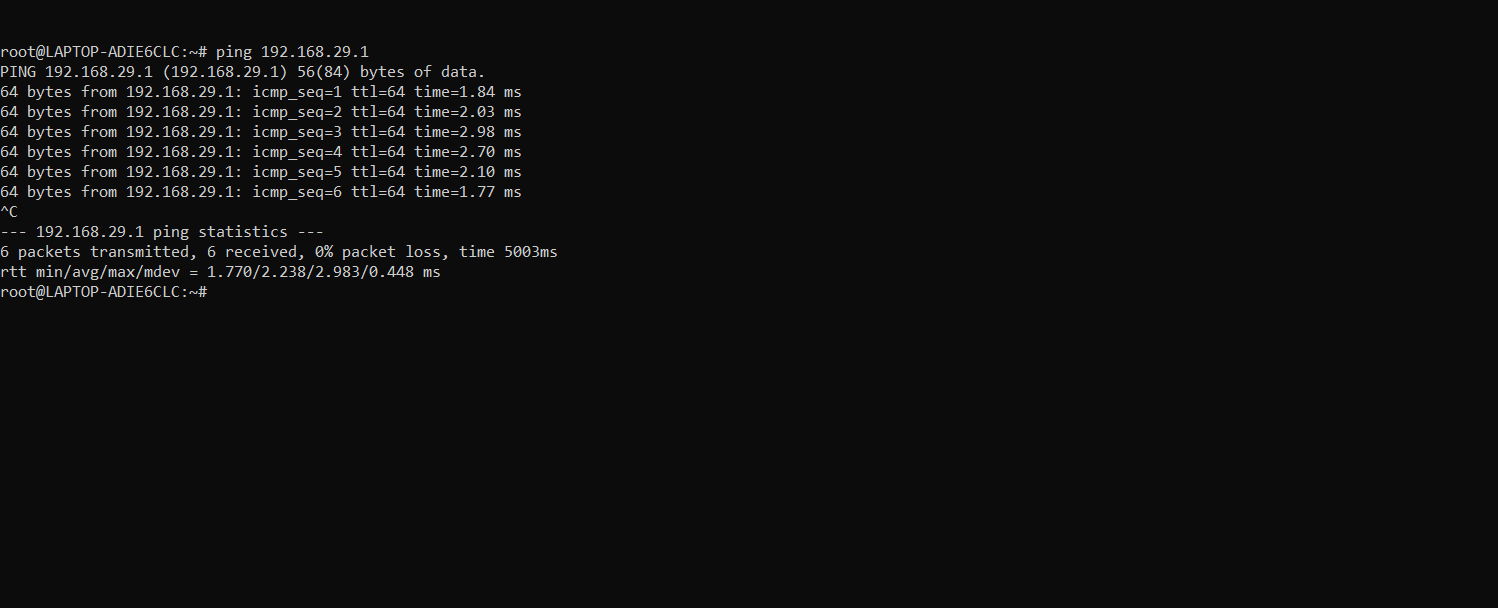 root@LAPTOP-ADIE6CLC:~# ping 192.168.29.1
PING 192.168.29.1 (192.168.29.1) 56(84) bytes of data.
64 bytes from 192.168.29.1: icmp_seq=1 ttl=64 time=1.84 ms
64 bytes from 192.168.29.1: icmp_seq=2 ttl=64 time=2.03 ms
64 bytes from 192.168.29.1: icmp_seq=3 ttl=64 time=2.98 ms
64 bytes from 192.168.29.1: icmp_seq=4 ttl=64 time=2.70 ms
64 bytes from 192.168.29.1: icmp_seq=5 ttl=64 time=2.10 ms
64 bytes from 192.168.29.1: icmp_seq=6 ttl=64 time=1.77 ms
^C
--- 192.168.29.1 ping statistics ---
6 packets transmitted, 6 received, 0% packet loss, time 5003ms
rtt min/avg/max/mdev = 1.770/2.238/2.983/0.448 ms
root@LAPTOP-ADIE6CLC:~#